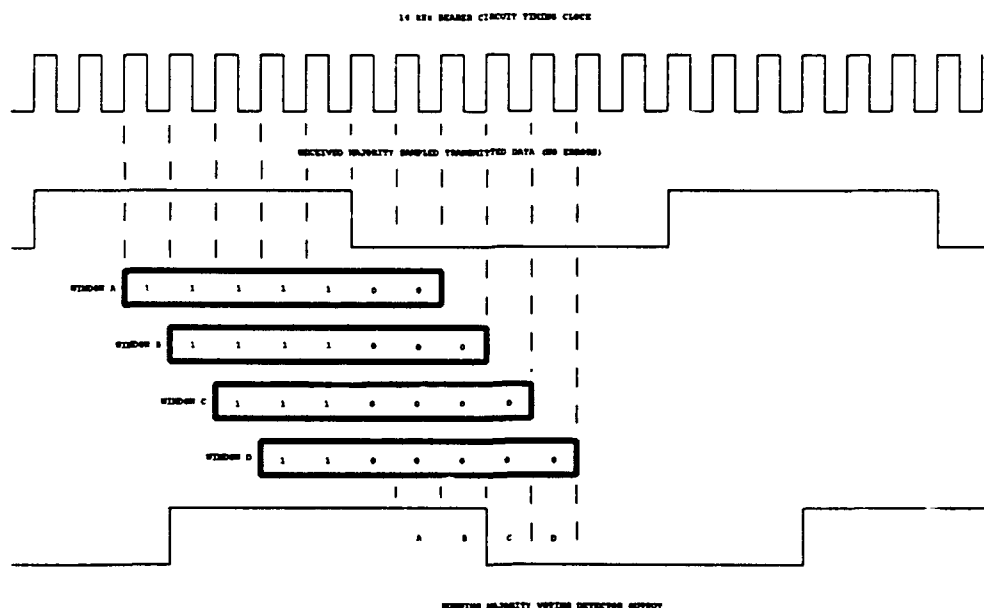 14 kHz BEARER CIRCUIT TIMING CLOCK
RECEIVED MAJORITY SAMPLED TRANSMITTED DATA (NO ERRORS)
WINDOW A 1 1 1 1 1 0 0
WINDOW B 1 1 1 1 0 0 0
WINDOW C 1 1 1 0 0 0 0
WINDOW D 1 1 0 0 0 0 0
A B C D
RUNNING MAJORITY VOTING DETECTOR OUTPUT